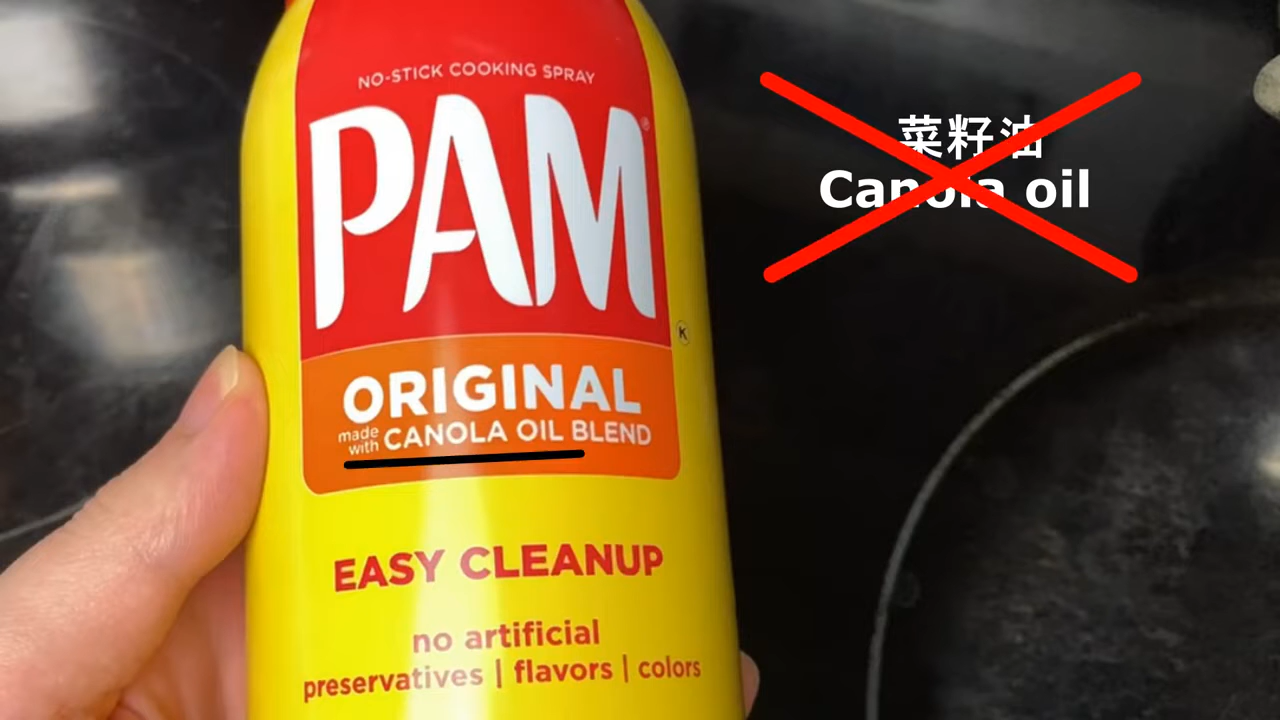 NO-STICK COOKING SPRAY
PAM®
ORIGINAL
made with CANOLA OIL BLEND
K
EASY CLEANUP
no artificial
preservatives | flavors | colors
菜籽油
Canola oil